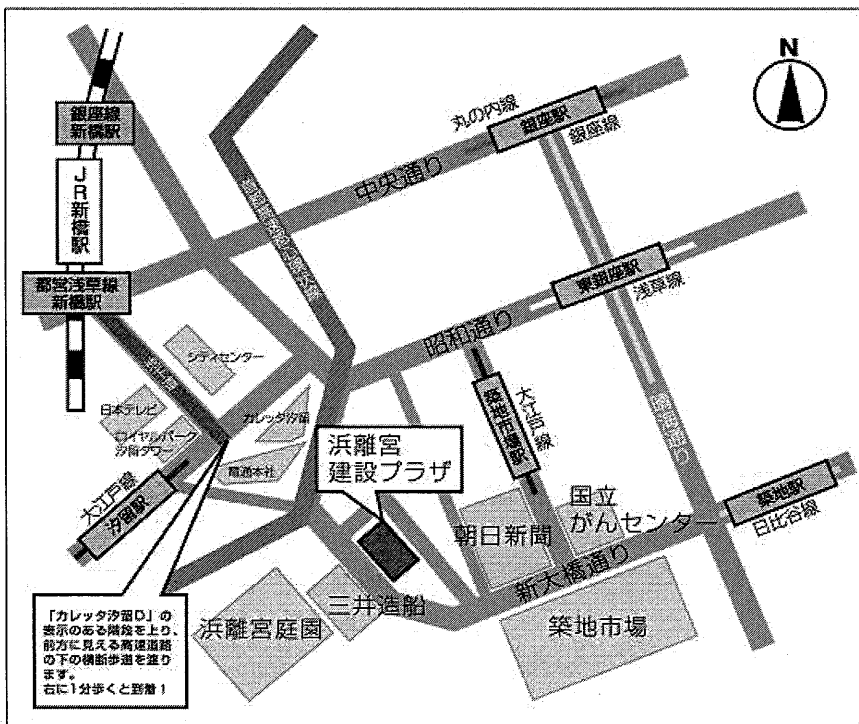 N
銀座線
新橋駅
JR新橋駅
都営浅草線
新橋駅
丸の内線
銀座駅
銀座線
中央通り
東銀座駅
浅草線
昭和通り
シティセンター
日本テレビ
ロイヤルパーク
汐留タワー
カレッタ汐留
電通本社
大江戸線
汐留駅
浜離宮
建設プラザ
大江戸線
築地市場駅
晴海通り
朝日新聞
国立
がんセンター
築地駅
日比谷線
新大橋通り
三井造船
浜離宮庭園
築地市場
「カレッタ汐留D」の
表示のある階段を上り、
前方に見える高速道路
の下の横断歩道を塗り
ます。
右に1分歩くと到着!